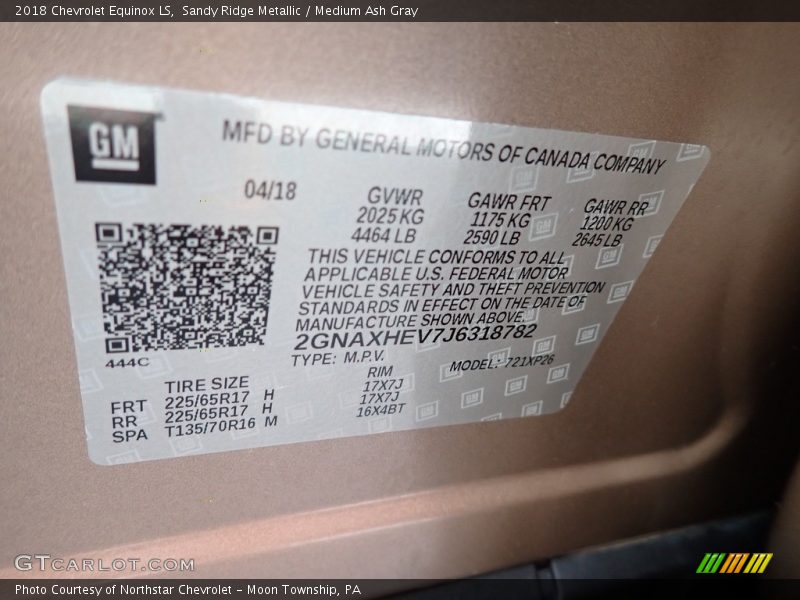 2018 Chevrolet Equinox LS, Sandy Ridge Metallic / Medium Ash Gray
GM
MFD BY GENERAL MOTORS OF CANADA COMPANY
04/18 GVWR GAWR FRT GAWR RR
2025 KG 1175 KG 1200 KG
4464 LB 2590 LB 2645 LB
THIS VEHICLE CONFORMS TO ALL
APPLICABLE U.S. FEDERAL MOTOR
VEHICLE SAFETY AND THEFT PREVENTION
STANDARDS IN EFFECT ON THE DATE OF
MANUFACTURE SHOWN ABOVE.
2GNAXHEV7J6318782
TYPE: M.P.V. MODEL: 721XP26
444C
TIRE SIZE RIM
FRT 225/65R17 H 17X7J
RR 225/65R17 H 17X7J
SPA T135/70R16 M 16X4BT
GTCARLOT.COM
Photo Courtesy of Northstar Chevrolet - Moon Township, PA